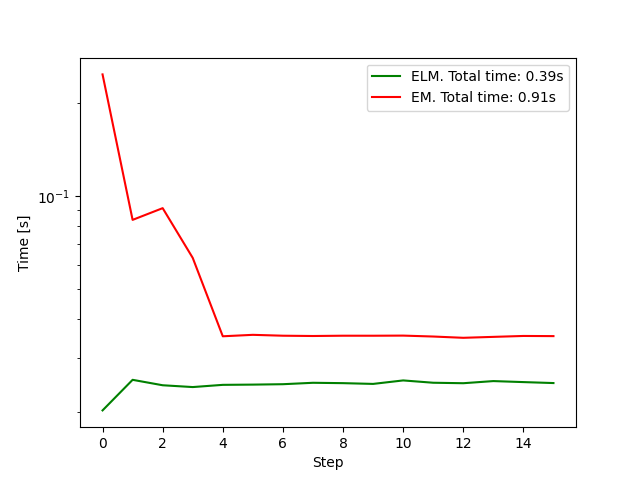 ELM. Total time: 0.39s
EM. Total time: 0.91s
10⁻¹
Time [s]
0 2 4 6 8 10 12 14
Step